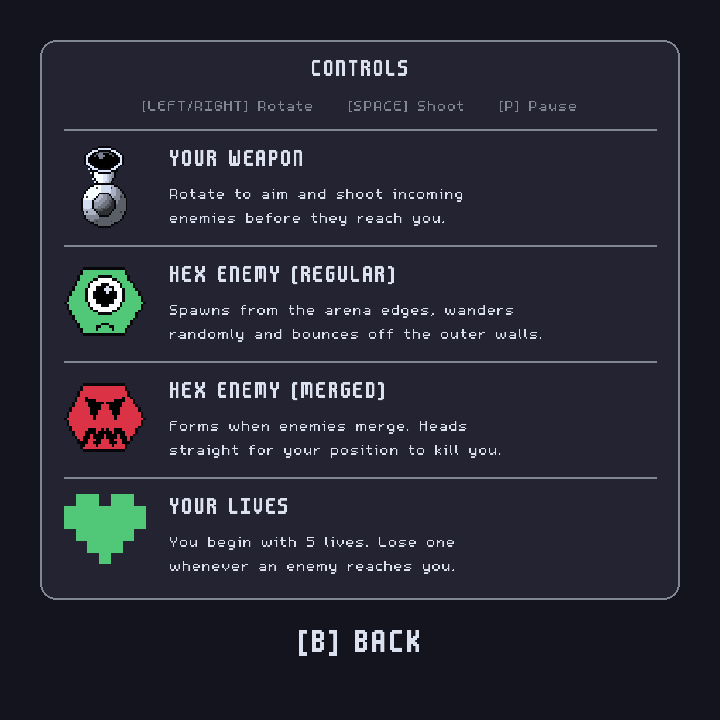 CONTROLS
[LEFT/RIGHT] Rotate [SPACE] Shoot [P] Pause
YOUR WEAPON
Rotate to aim and shoot incoming
enemies before they reach you.
HEX ENEMY (REGULAR)
Spawns from the arena edges, wanders
randomly and bounces off the outer walls.
HEX ENEMY (MERGED)
Forms when enemies merge. Heads
straight for your position to kill you.
YOUR LIVES
You begin with 5 lives. Lose one
whenever an enemy reaches you.
[B] BACK